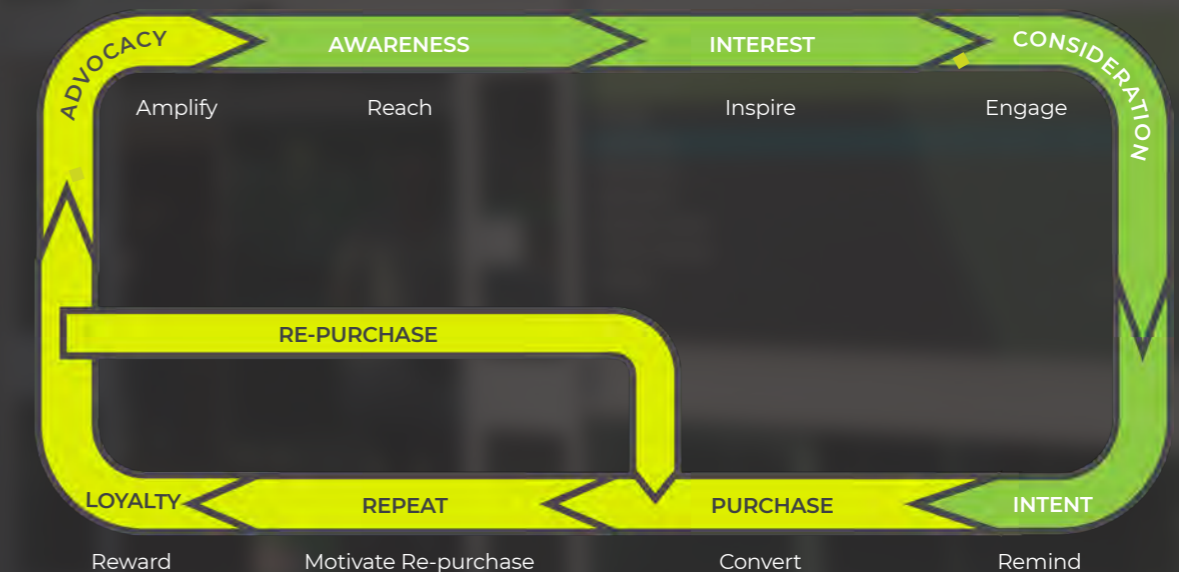 ADVOCACY
AWARENESS
INTEREST
CONSIDERATION
Amplify
Reach
Inspire
Engage
RE-PURCHASE
LOYALTY
REPEAT
PURCHASE
INTENT
Reward
Motivate Re-purchase
Convert
Remind